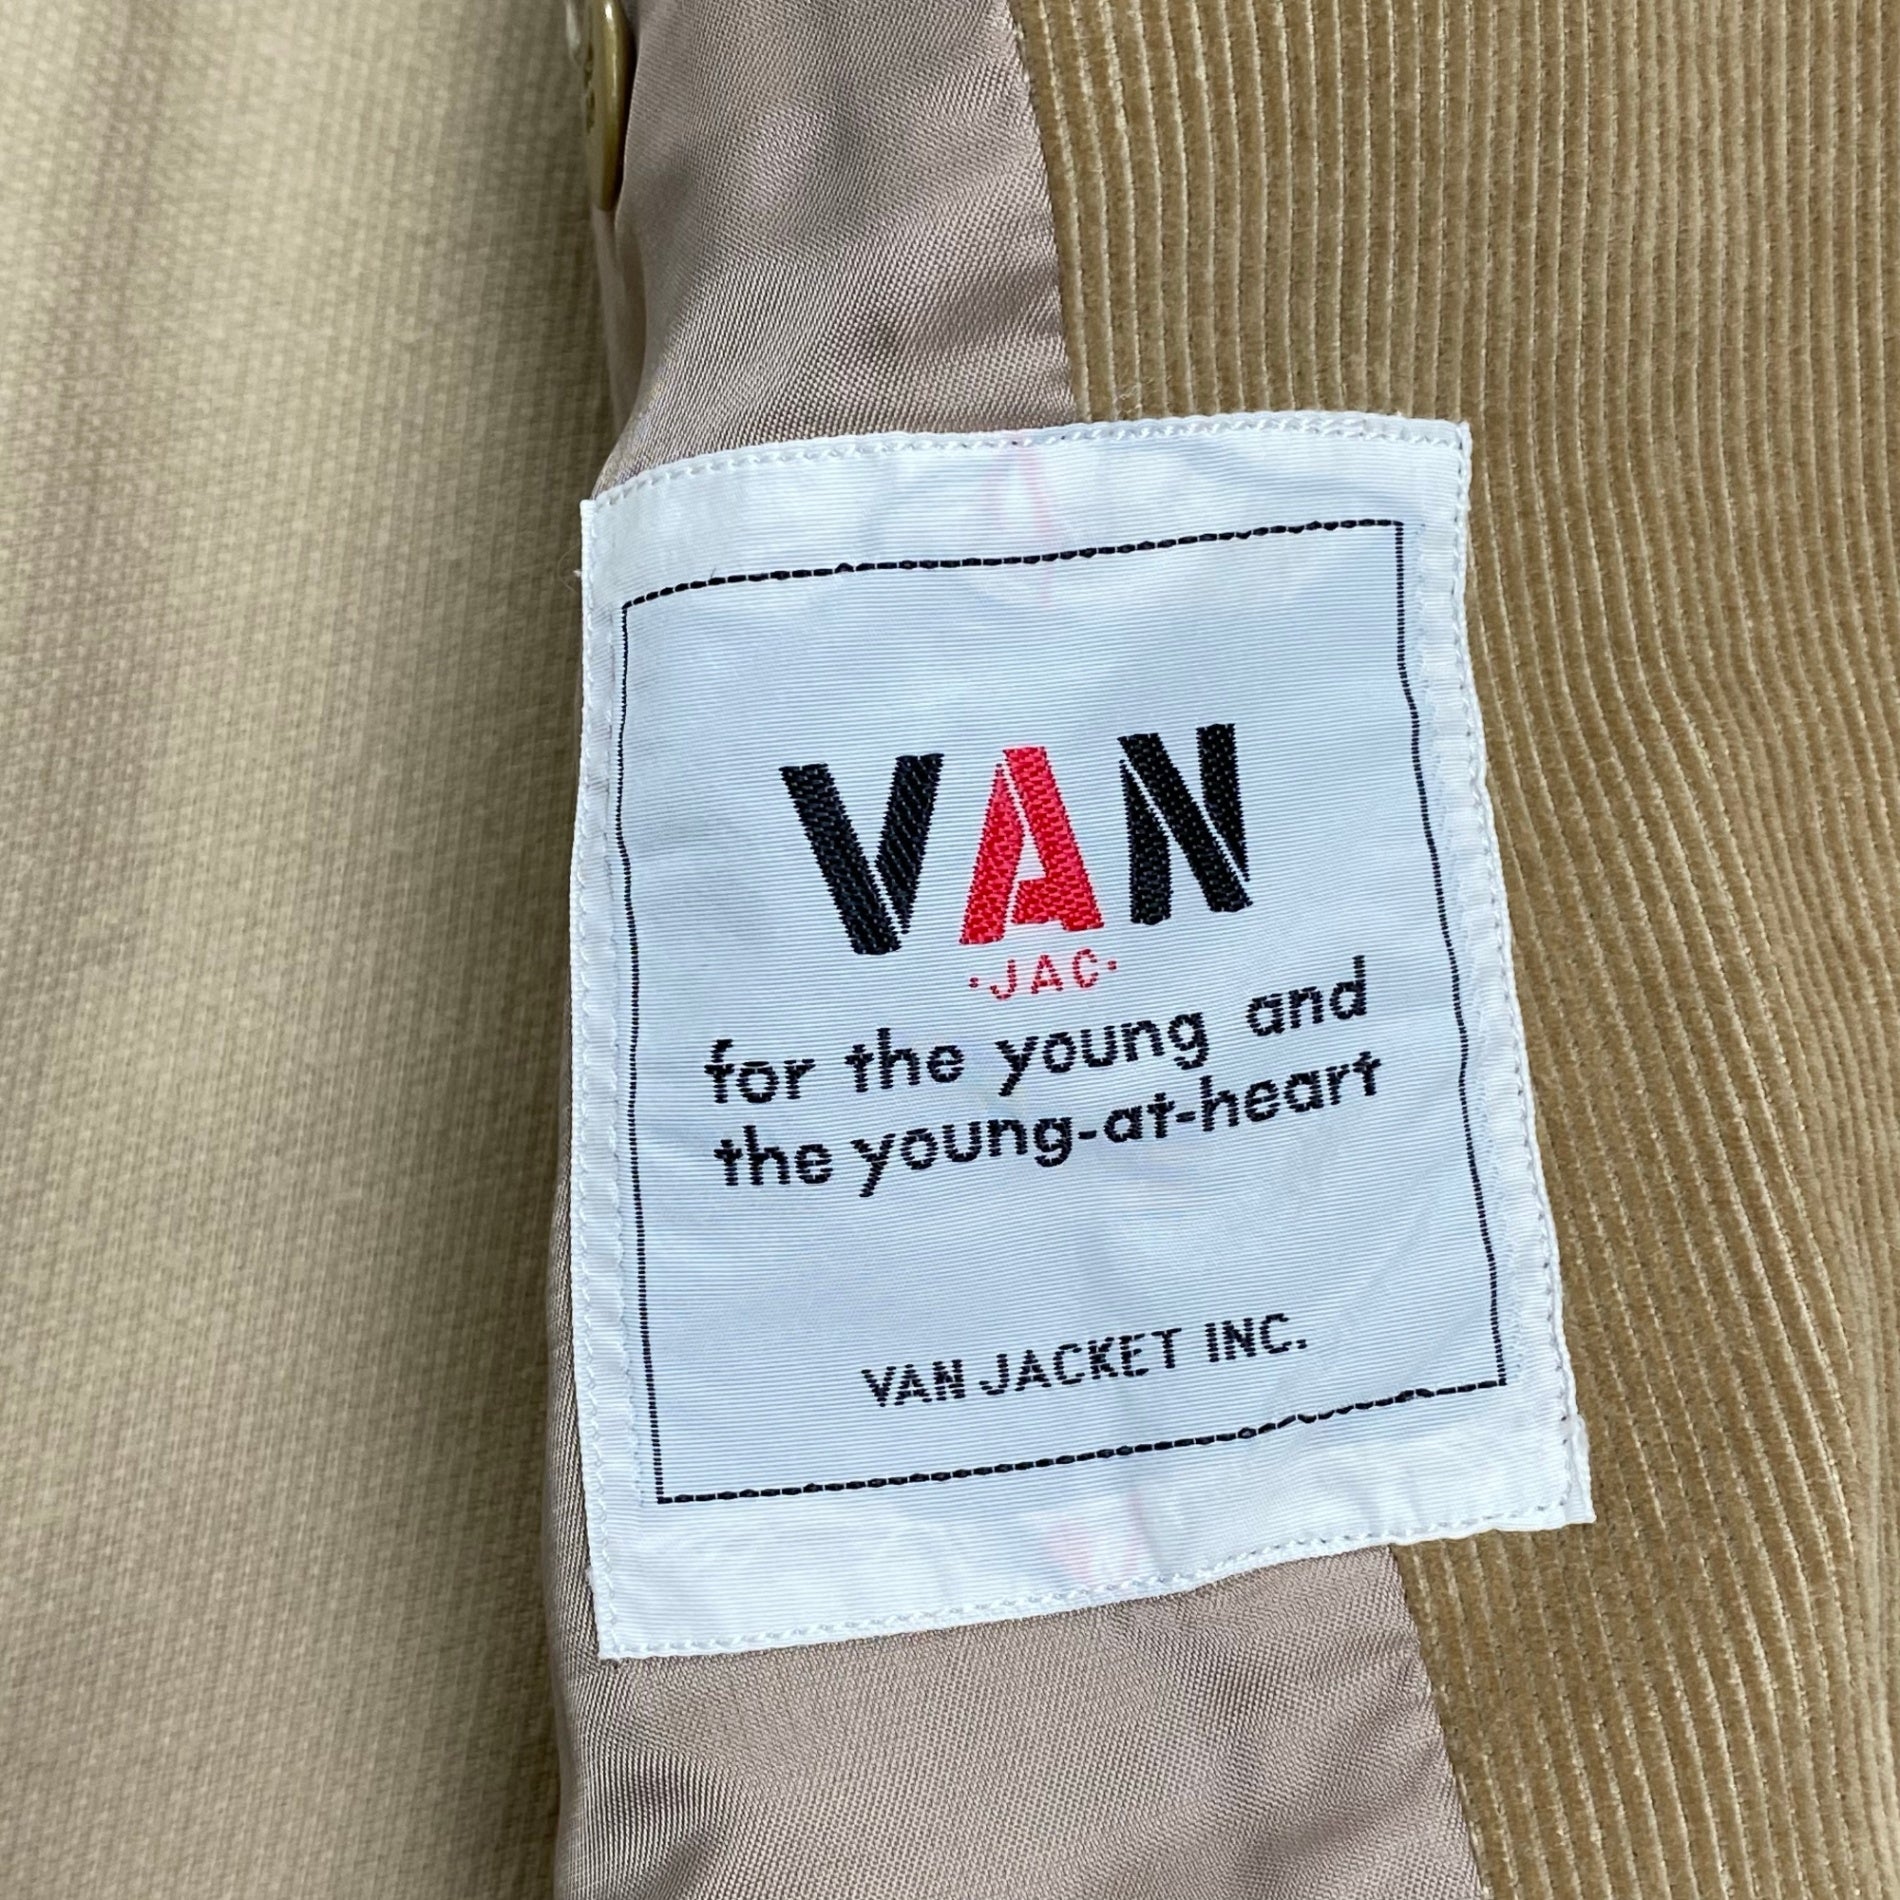 VAN
·JAC·
for the young and
the young-at-heart
VAN JACKET INC.